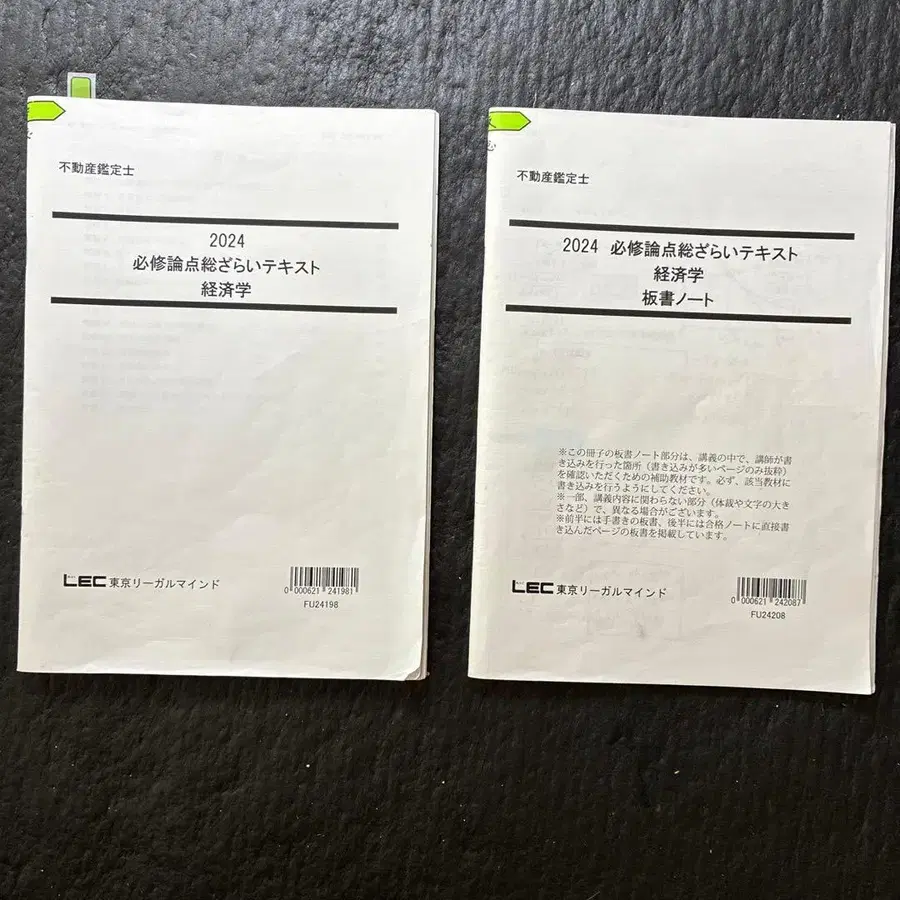 不動産鑑定士
2024
必修論点総ざらいテキスト
経済学
LEC東京リーガルマインド
0 000621 241981
FU24198
不動産鑑定士
2024 必修論点総ざらいテキスト
経済学
板書ノート
※この冊子の板書ノート部分は、講義の中で、講師が書
き込みを行った箇所（書き込みが多いページのみ抜粋）
を確認いただくための補助教材です。必ず、該当教材に
書き込みを行うようにしてください。
※一部、講義内容に関わらない部分（体裁や文字の大き
さなど）で、異なる場合がございます。
※前半には手書きの板書、後半には合格ノートに直接書
き込んだページの板書を掲載しています。
LEC東京リーガルマインド
0 000621 242087
FU24208